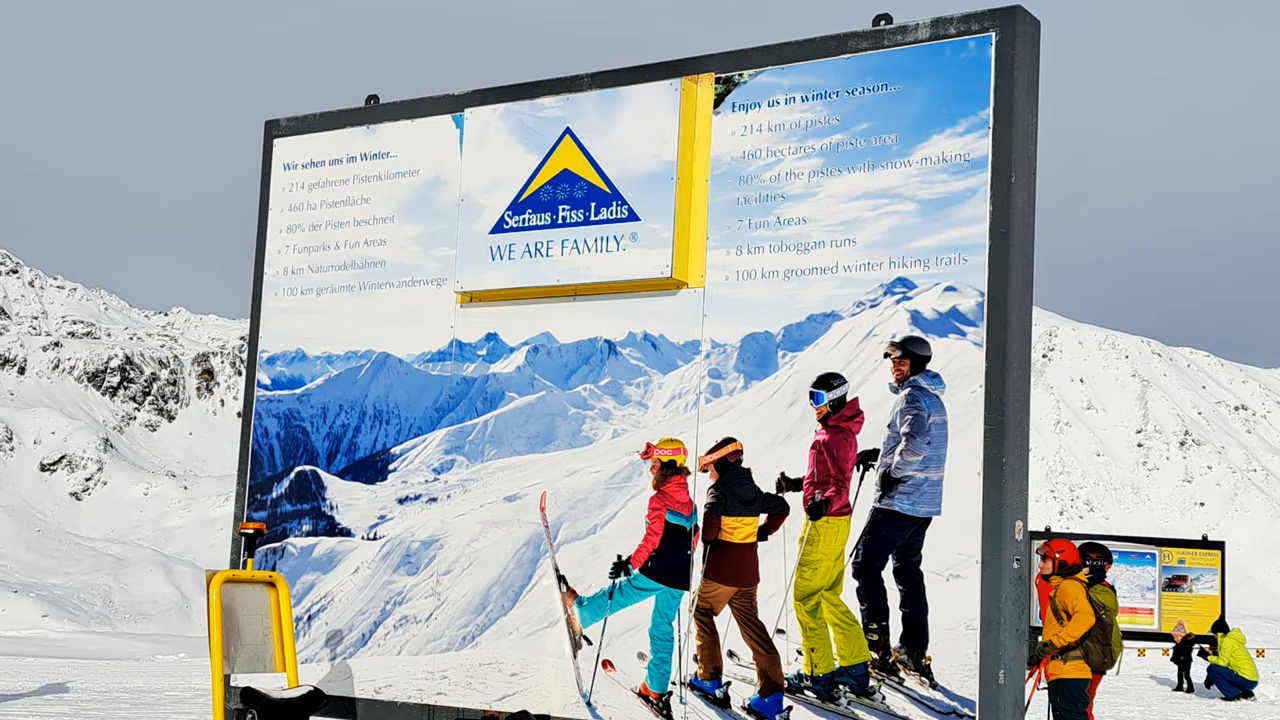 Wir sehen uns im Winter...
» 214 gefahrene Pistenkilometer
» 460 ha Pistenfläche
» 80% der Pisten beschneit
» 7 Funparks & Fun Areas
» 8 km Naturrodelbahnen
» 100 km geräumte Winterwanderwege
Serfaus·Fiss·Ladis
WE ARE FAMILY.®
Enjoy us in winter season...
» 214 km of pistes
» 460 hectares of piste area
» 80% of the pistes with snow-making
facilities
» 7 Fun Areas
» 8 km toboggan runs
» 100 km groomed winter hiking trails
POC
POC
H
MASNER EXPRESS